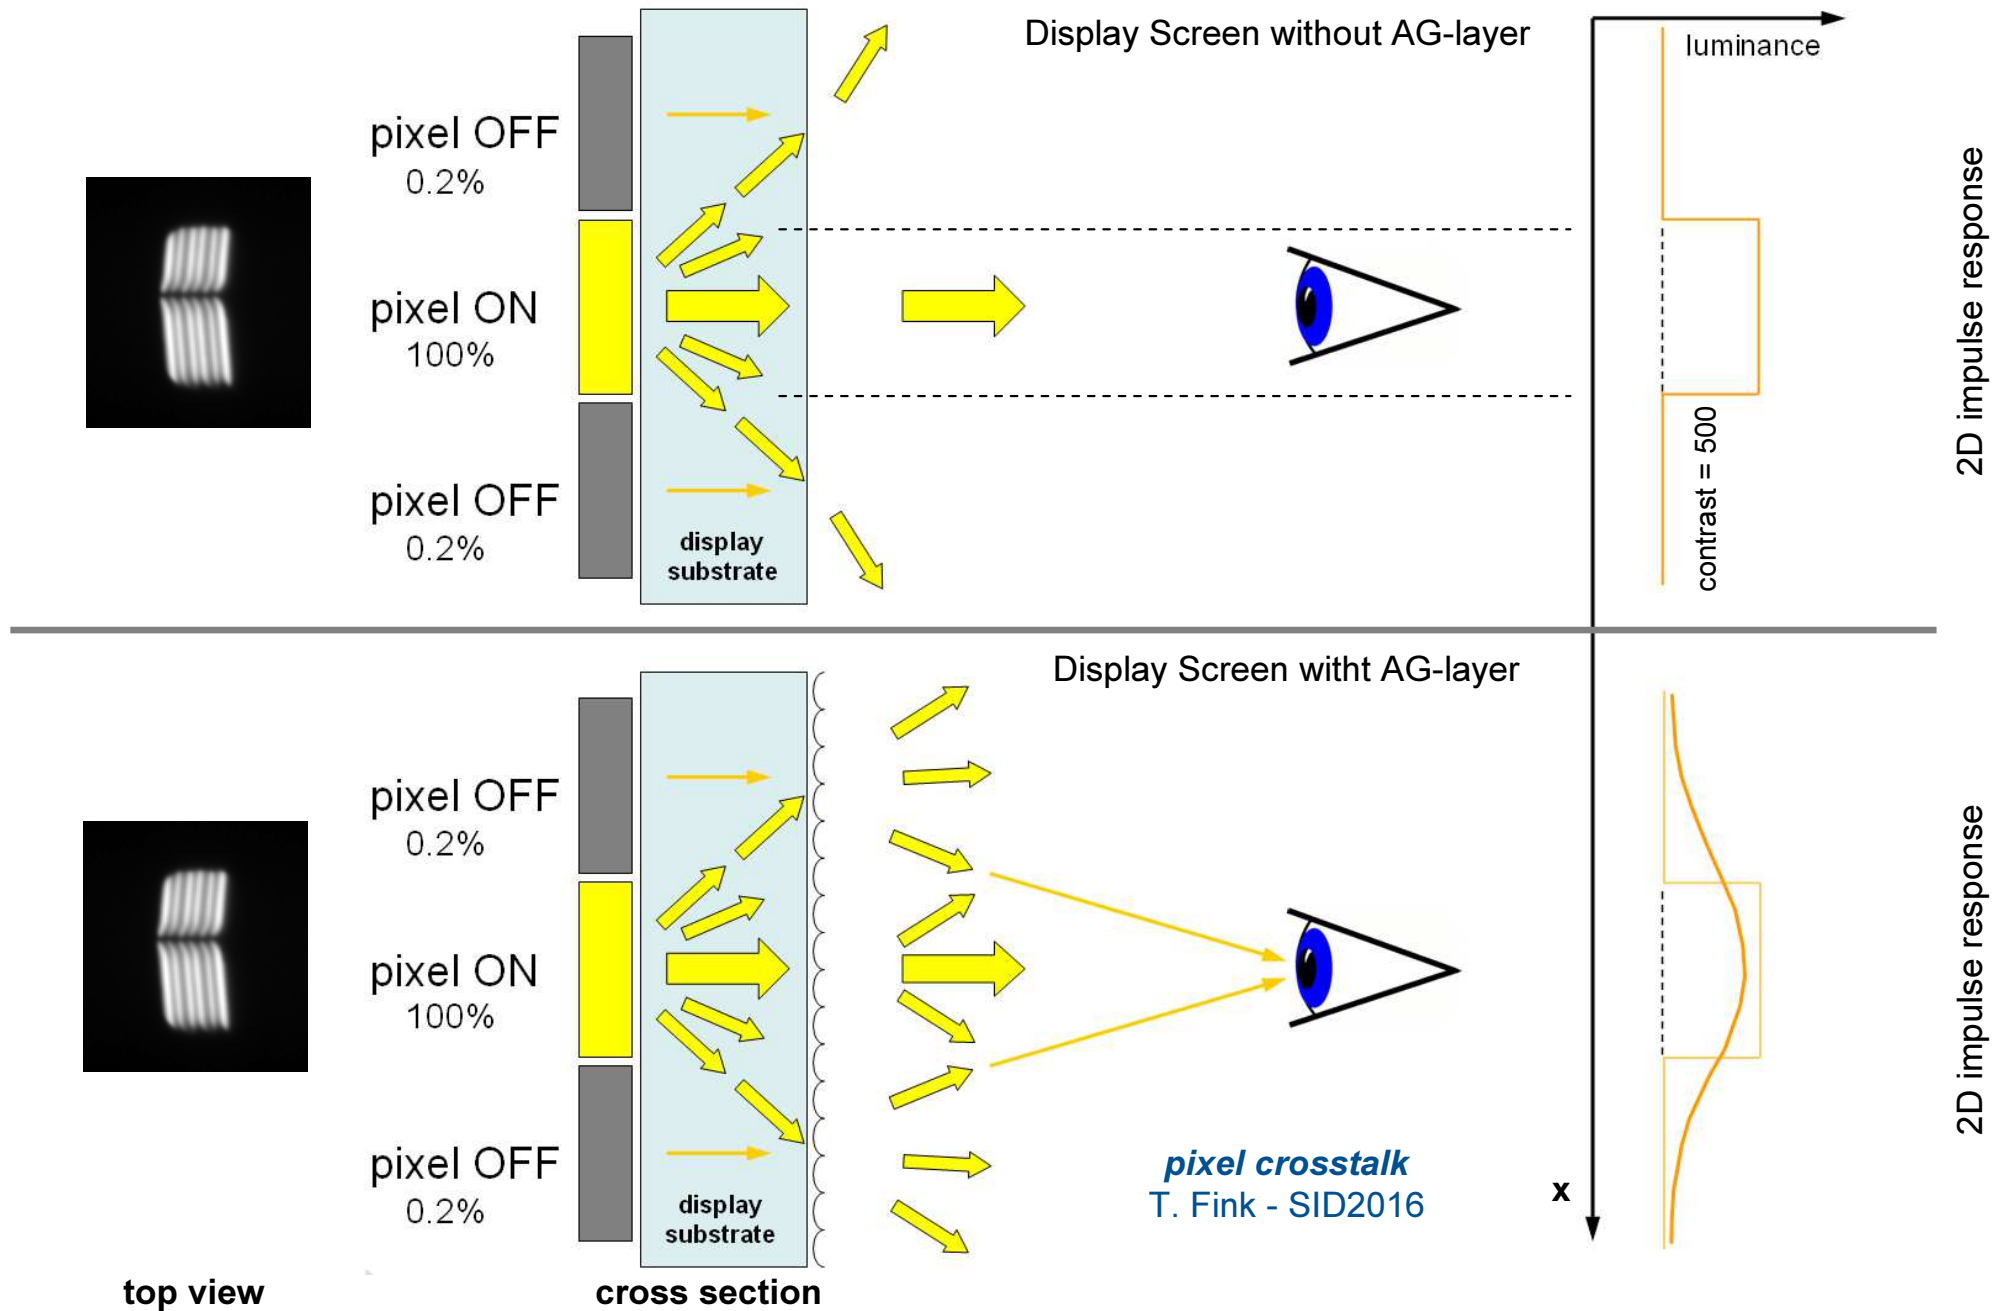 Display Screen without AG-layer
luminance
pixel OFF
0.2%
pixel ON
100%
pixel OFF
0.2%
display
substrate
contrast = 500
2D impulse response
Display Screen witht AG-layer
pixel OFF
0.2%
pixel ON
100%
pixel OFF
0.2%
display
substrate
pixel crosstalk
T. Fink - SID2016
x
2D impulse response
top view
cross section